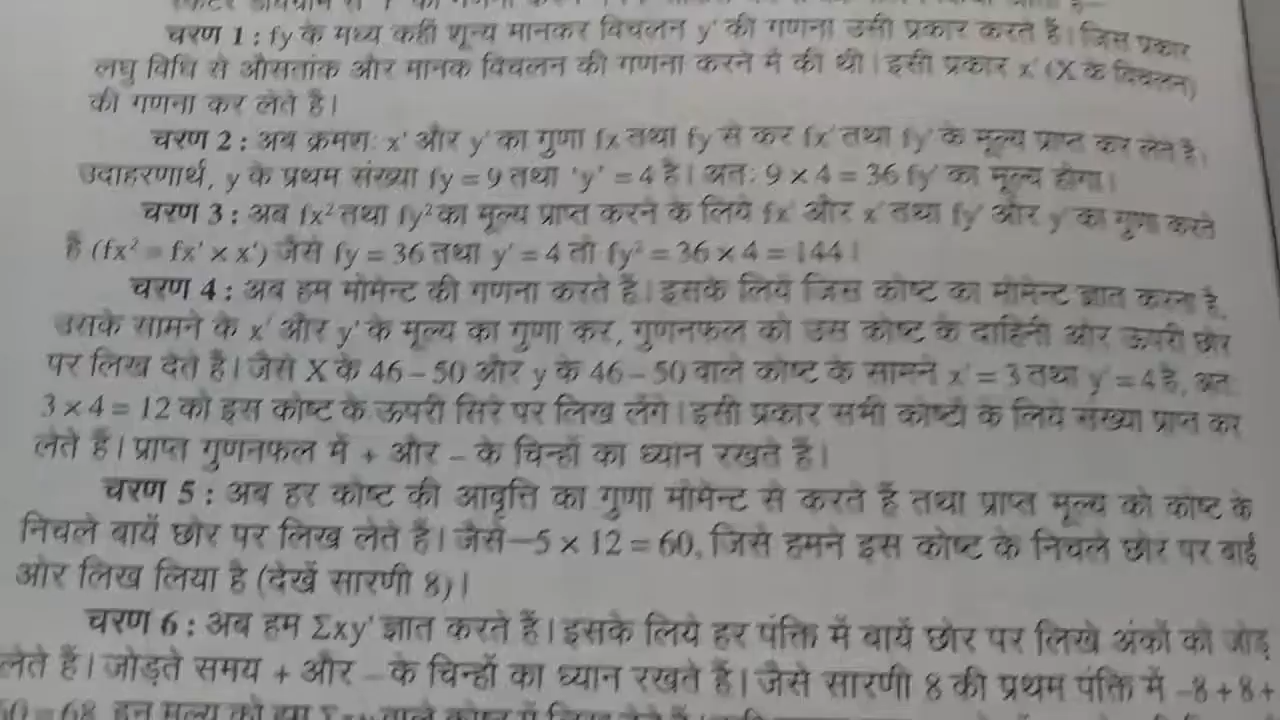 चरण 1 : fy के मध्य कहीं शून्य मानकर विचलन y' की गणना उसी प्रकार करते हैं। जिस प्रकार
लघु विधि से औसतांक और मानक विचलन की गणना करने में की थी। इसी प्रकार x' (X के विचलन)
की गणना कर लेते है।
चरण 2 : अब क्रमशः x' और y' का गुणा fx तथा fy से कर fx' तथा fy' के मूल्य प्राप्त कर लेते है।
उदाहरणार्थ, y के प्रथम संख्या fy = 9 तथा 'y' = 4 है। अतः 9 × 4 = 36 fy' का मूल्य होगा।
चरण 3 : अब fx² तथा fy² का मूल्य प्राप्त करने के लिये fx' और x' तथा fy' और y' का गुणा करते
है (fx² = fx' × x') जैसे fy = 36 तथा y' = 4 तो fy² = 36 × 4 = 144।
चरण 4 : अब हम मोमेन्ट की गणना करते हैं। इसके लिये जिस कोष्ट का मोमेन्ट ज्ञात करना है,
उसके सामने के x' और y' के मूल्य का गुणा कर, गुणनफल को उस कोष्ट के दाहिनी ओर ऊपरी छोर
पर लिख देते है। जैसे X के 46 – 50 और y के 46 – 50 वाले कोष्ट के सामने x' = 3 तथा y' = 4 है, अतः
3 × 4 = 12 को इस कोष्ट के ऊपरी सिरे पर लिख लेंगे। इसी प्रकार सभी कोष्टों के लिये संख्या प्राप्त कर
लेते हैं। प्राप्त गुणनफल में + और – के चिन्हों का ध्यान रखते हैं।
चरण 5 : अब हर कोष्ट की आवृत्ति का गुणा मोमेन्ट से करते हैं तथा प्राप्त मूल्य को कोष्ट के
निचले बायें छोर पर लिख लेते हैं। जैसे—5 × 12 = 60, जिसे हमने इस कोष्ट के निचले छोर पर बाई
ओर लिख लिया है (देखें सारणी 8)।
चरण 6 : अब हम Σxy' ज्ञात करते हैं। इसके लिये हर पंक्ति में बायें छोर पर लिखे अंकों को जोड़
लेते हैं। जोड़ते समय + और – के चिन्हों का ध्यान रखते हैं। जैसे सारणी 8 की प्रथम पंक्ति में –8 + 8 +
60 = 68